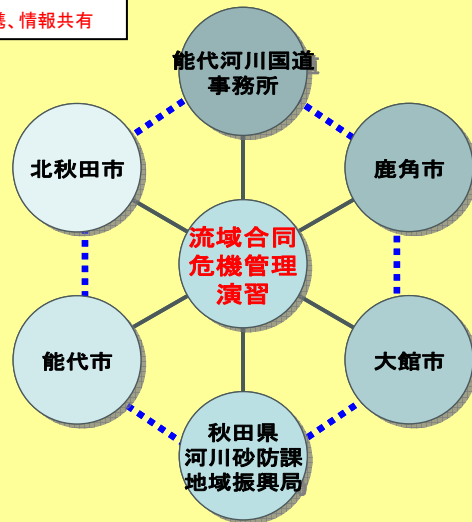 、情報共有
能代河川国道
事務所
北秋田市
鹿角市
流域合同
危機管理
演習
能代市
大館市
秋田県
河川砂防課
地域振興局